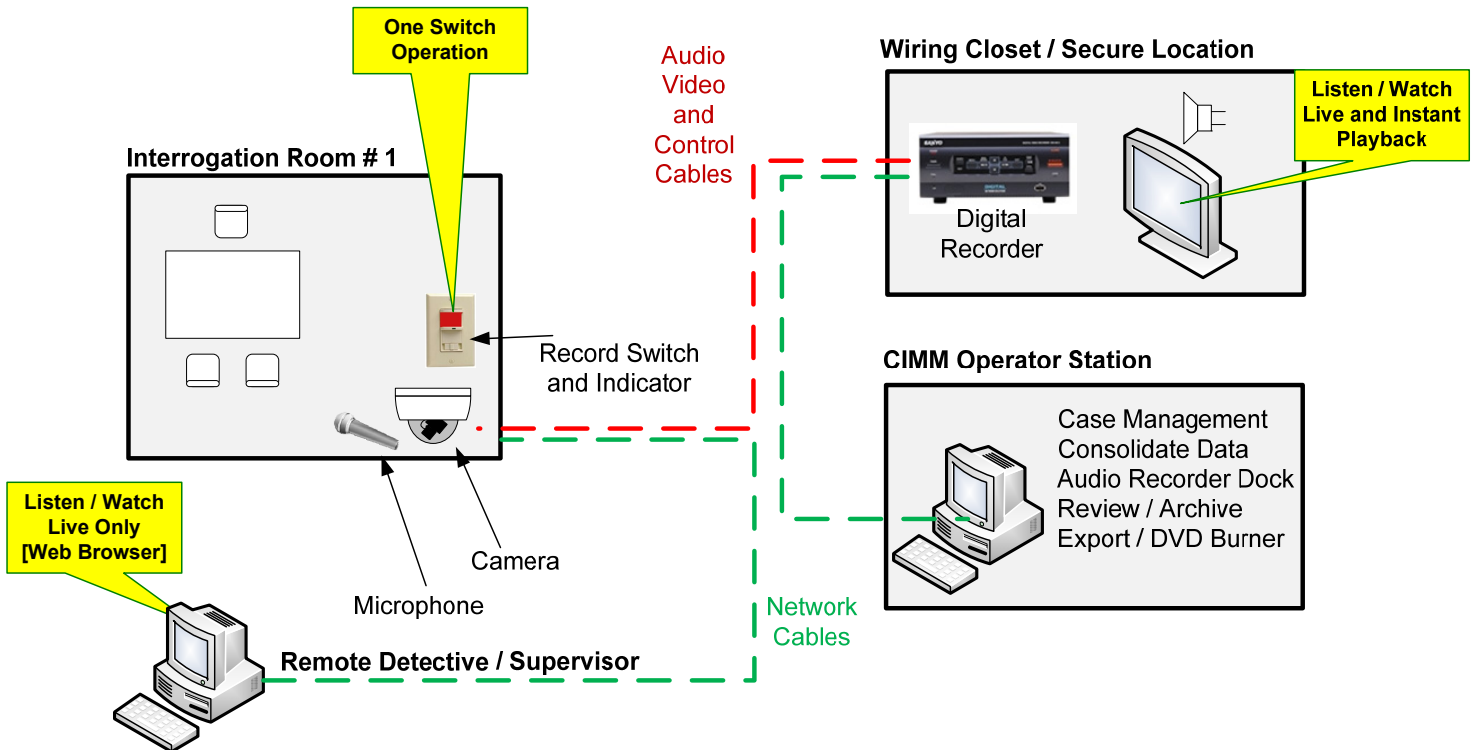 One Switch
Operation
Audio
Video
and
Control
Cables
Wiring Closet / Secure Location
Listen / Watch
Live and Instant
Playback
SANYO
Digital
Recorder
Interrogation Room # 1
Record Switch
and Indicator
CIMM Operator Station
Case Management
Consolidate Data
Audio Recorder Dock
Review / Archive
Export / DVD Burner
Listen / Watch
Live Only
[Web Browser]
Camera
Microphone
Network
Cables
Remote Detective / Supervisor